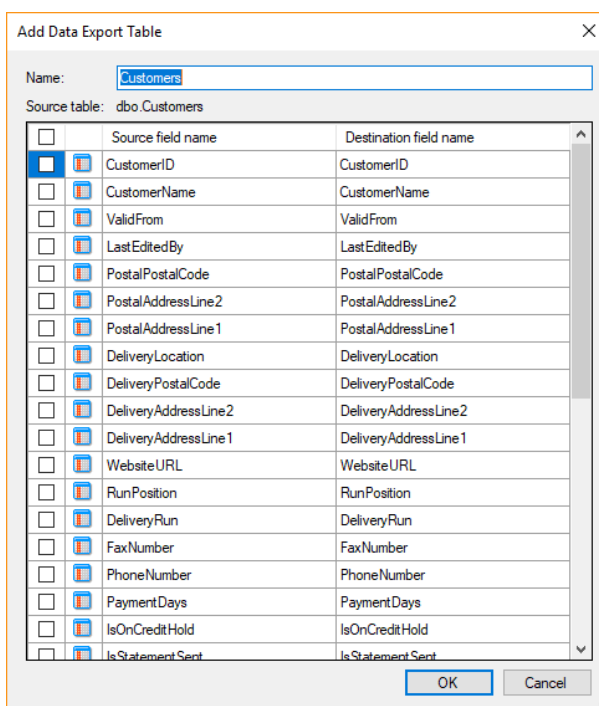 Add Data Export Table
Name: Customers
Source table: dbo.Customers
Source field name Destination field name
CustomerID CustomerID
CustomerName CustomerName
ValidFrom ValidFrom
LastEditedBy LastEditedBy
PostalPostalCode PostalPostalCode
PostalAddressLine2 PostalAddressLine2
PostalAddressLine1 PostalAddressLine1
DeliveryLocation DeliveryLocation
DeliveryPostalCode DeliveryPostalCode
DeliveryAddressLine2 DeliveryAddressLine2
DeliveryAddressLine1 DeliveryAddressLine1
WebsiteURL WebsiteURL
RunPosition RunPosition
DeliveryRun DeliveryRun
FaxNumber FaxNumber
PhoneNumber PhoneNumber
PaymentDays PaymentDays
IsOnCreditHold IsOnCreditHold
IsStatementSent IsStatementSent
OK Cancel